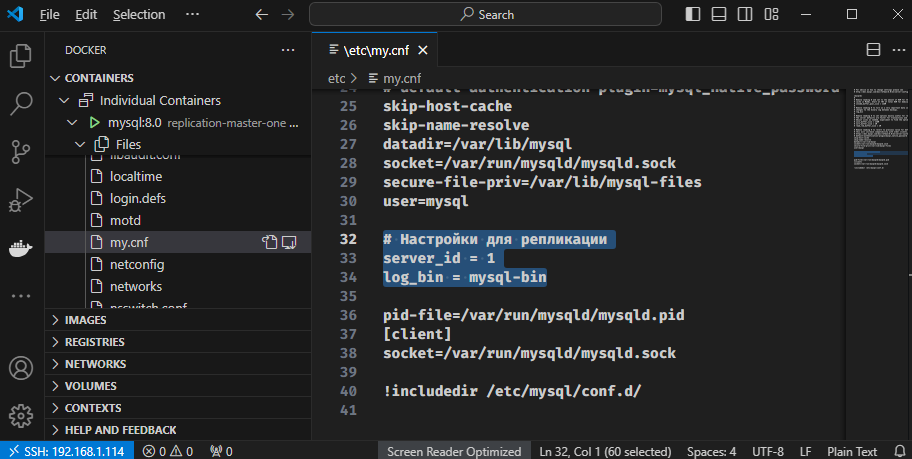 File Edit Selection ··· Search
DOCKER ···
\etc\my.cnf
CONTAINERS
etc > my.cnf
Individual Containers
mysql:8.0 replication-master-one ...
Files
libaudit.conf
localtime
login.defs
motd
my.cnf
netconfig
networks
nsswitch.conf
IMAGES
REGISTRIES
NETWORKS
VOLUMES
CONTEXTS
HELP AND FEEDBACK
24 # default-authentication-plugin=mysql_native_password
25 skip-host-cache
26 skip-name-resolve
27 datadir=/var/lib/mysql
28 socket=/var/run/mysqld/mysqld.sock
29 secure-file-priv=/var/lib/mysql-files
30 user=mysql
31
32 # Настройки для репликации
33 server_id = 1
34 log_bin = mysql-bin
35
36 pid-file=/var/run/mysqld/mysqld.pid
37 [client]
38 socket=/var/run/mysqld/mysqld.sock
39
40 !includedir /etc/mysql/conf.d/
41
SSH: 192.168.1.114 0 0 0 Screen Reader Optimized Ln 32, Col 1 (60 selected) Spaces: 4 UTF-8 LF Plain Text